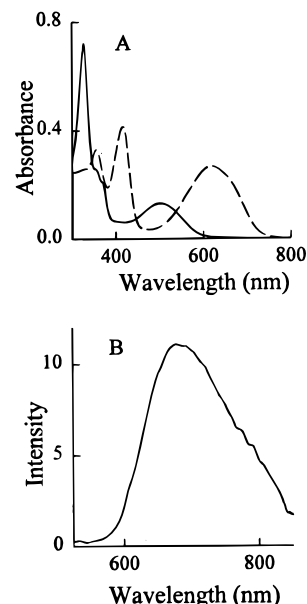 0.8
A
0.4
0.0
Absorbance
400
600
800
Wavelength (nm)
B
10
5
0
Intensity
600
800
Wavelength (nm)